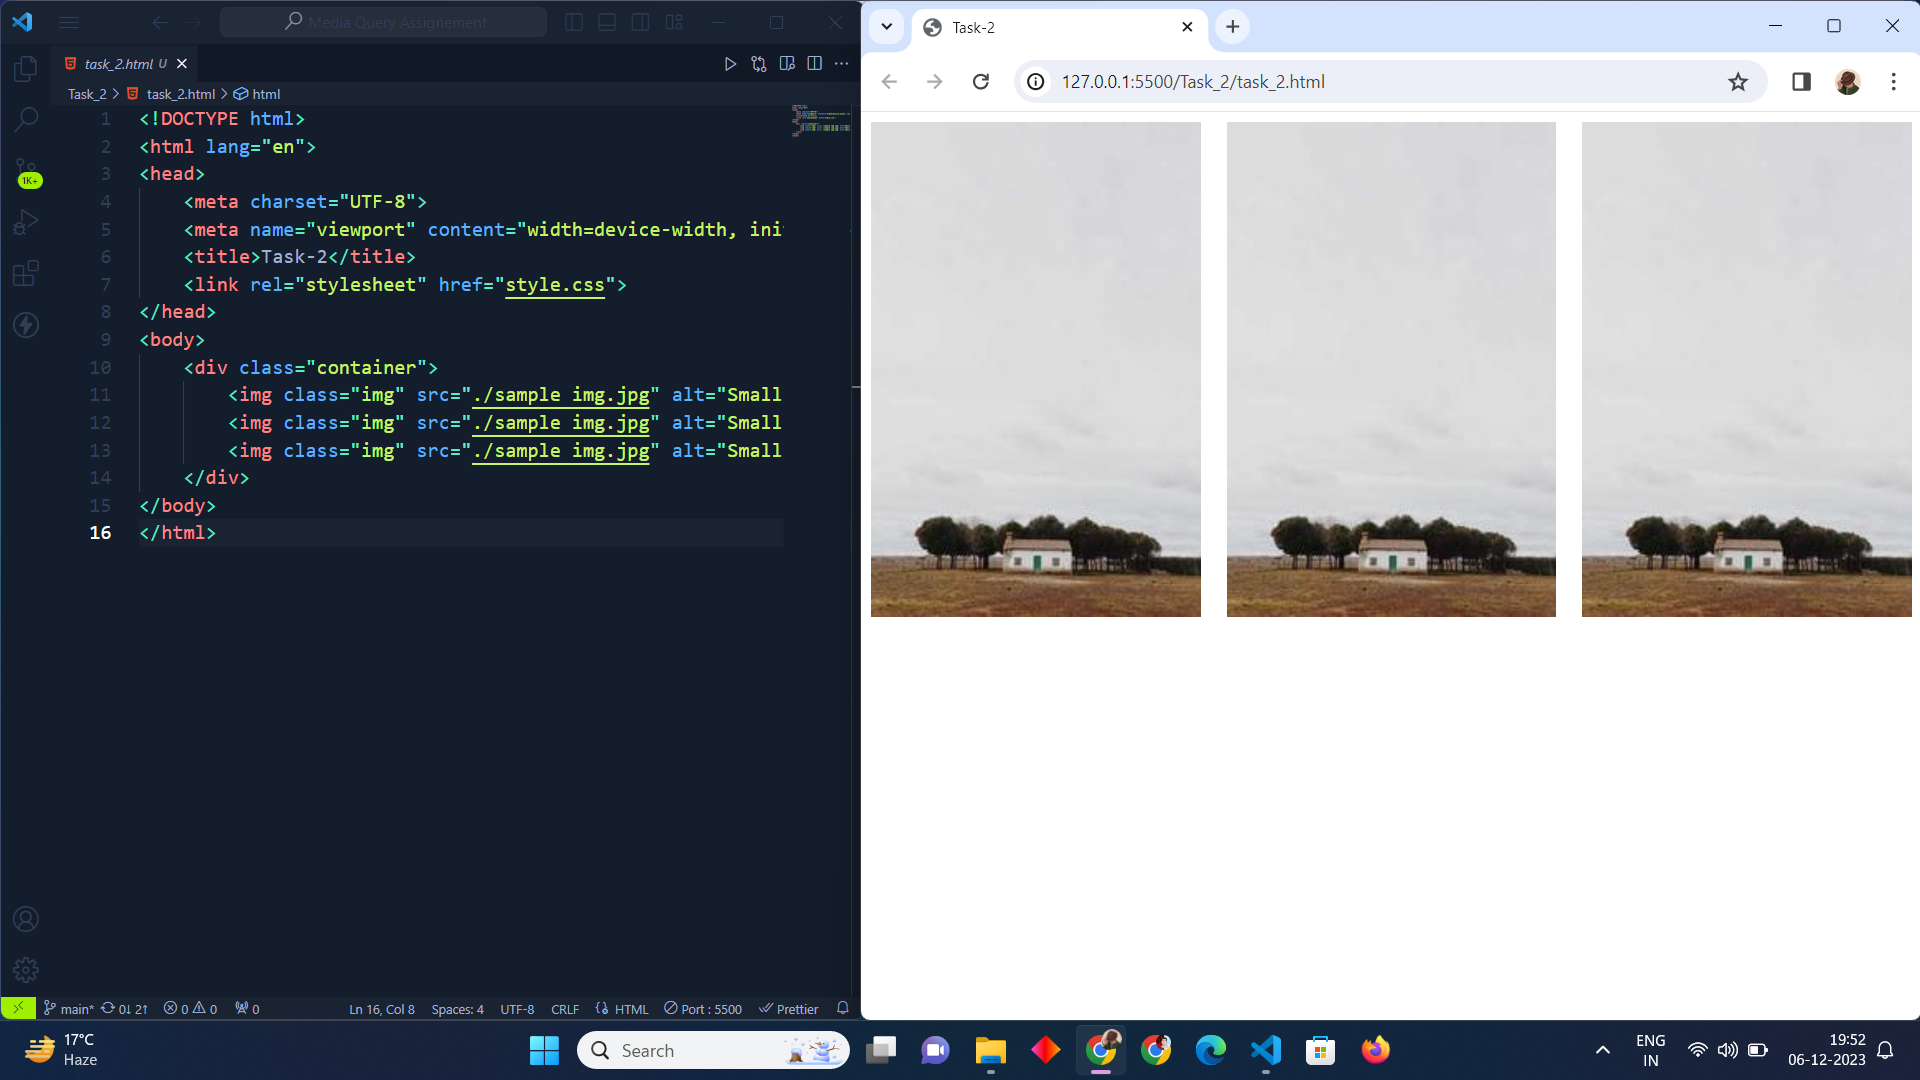 Media Query Assignement
task_2.html U
Task_2 > task_2.html > html
1 <!DOCTYPE html>
2 <html lang="en">
3 <head>
4 <meta charset="UTF-8">
5 <meta name="viewport" content="width=device-width, ini
6 <title>Task-2</title>
7 <link rel="stylesheet" href="style.css">
8 </head>
9 <body>
10 <div class="container">
11 <img class="img" src="./sample img.jpg" alt="Small
12 <img class="img" src="./sample img.jpg" alt="Small
13 <img class="img" src="./sample img.jpg" alt="Small
14 </div>
15 </body>
16 </html>
1K+
main* 0↓ 2↑ 0 0 0 Ln 16, Col 8 Spaces: 4 UTF-8 CRLF HTML Port : 5500 Prettier
Task-2
127.0.0.1:5500/Task_2/task_2.html
17°C
Haze
Search
ENG
IN
19:52
06-12-2023